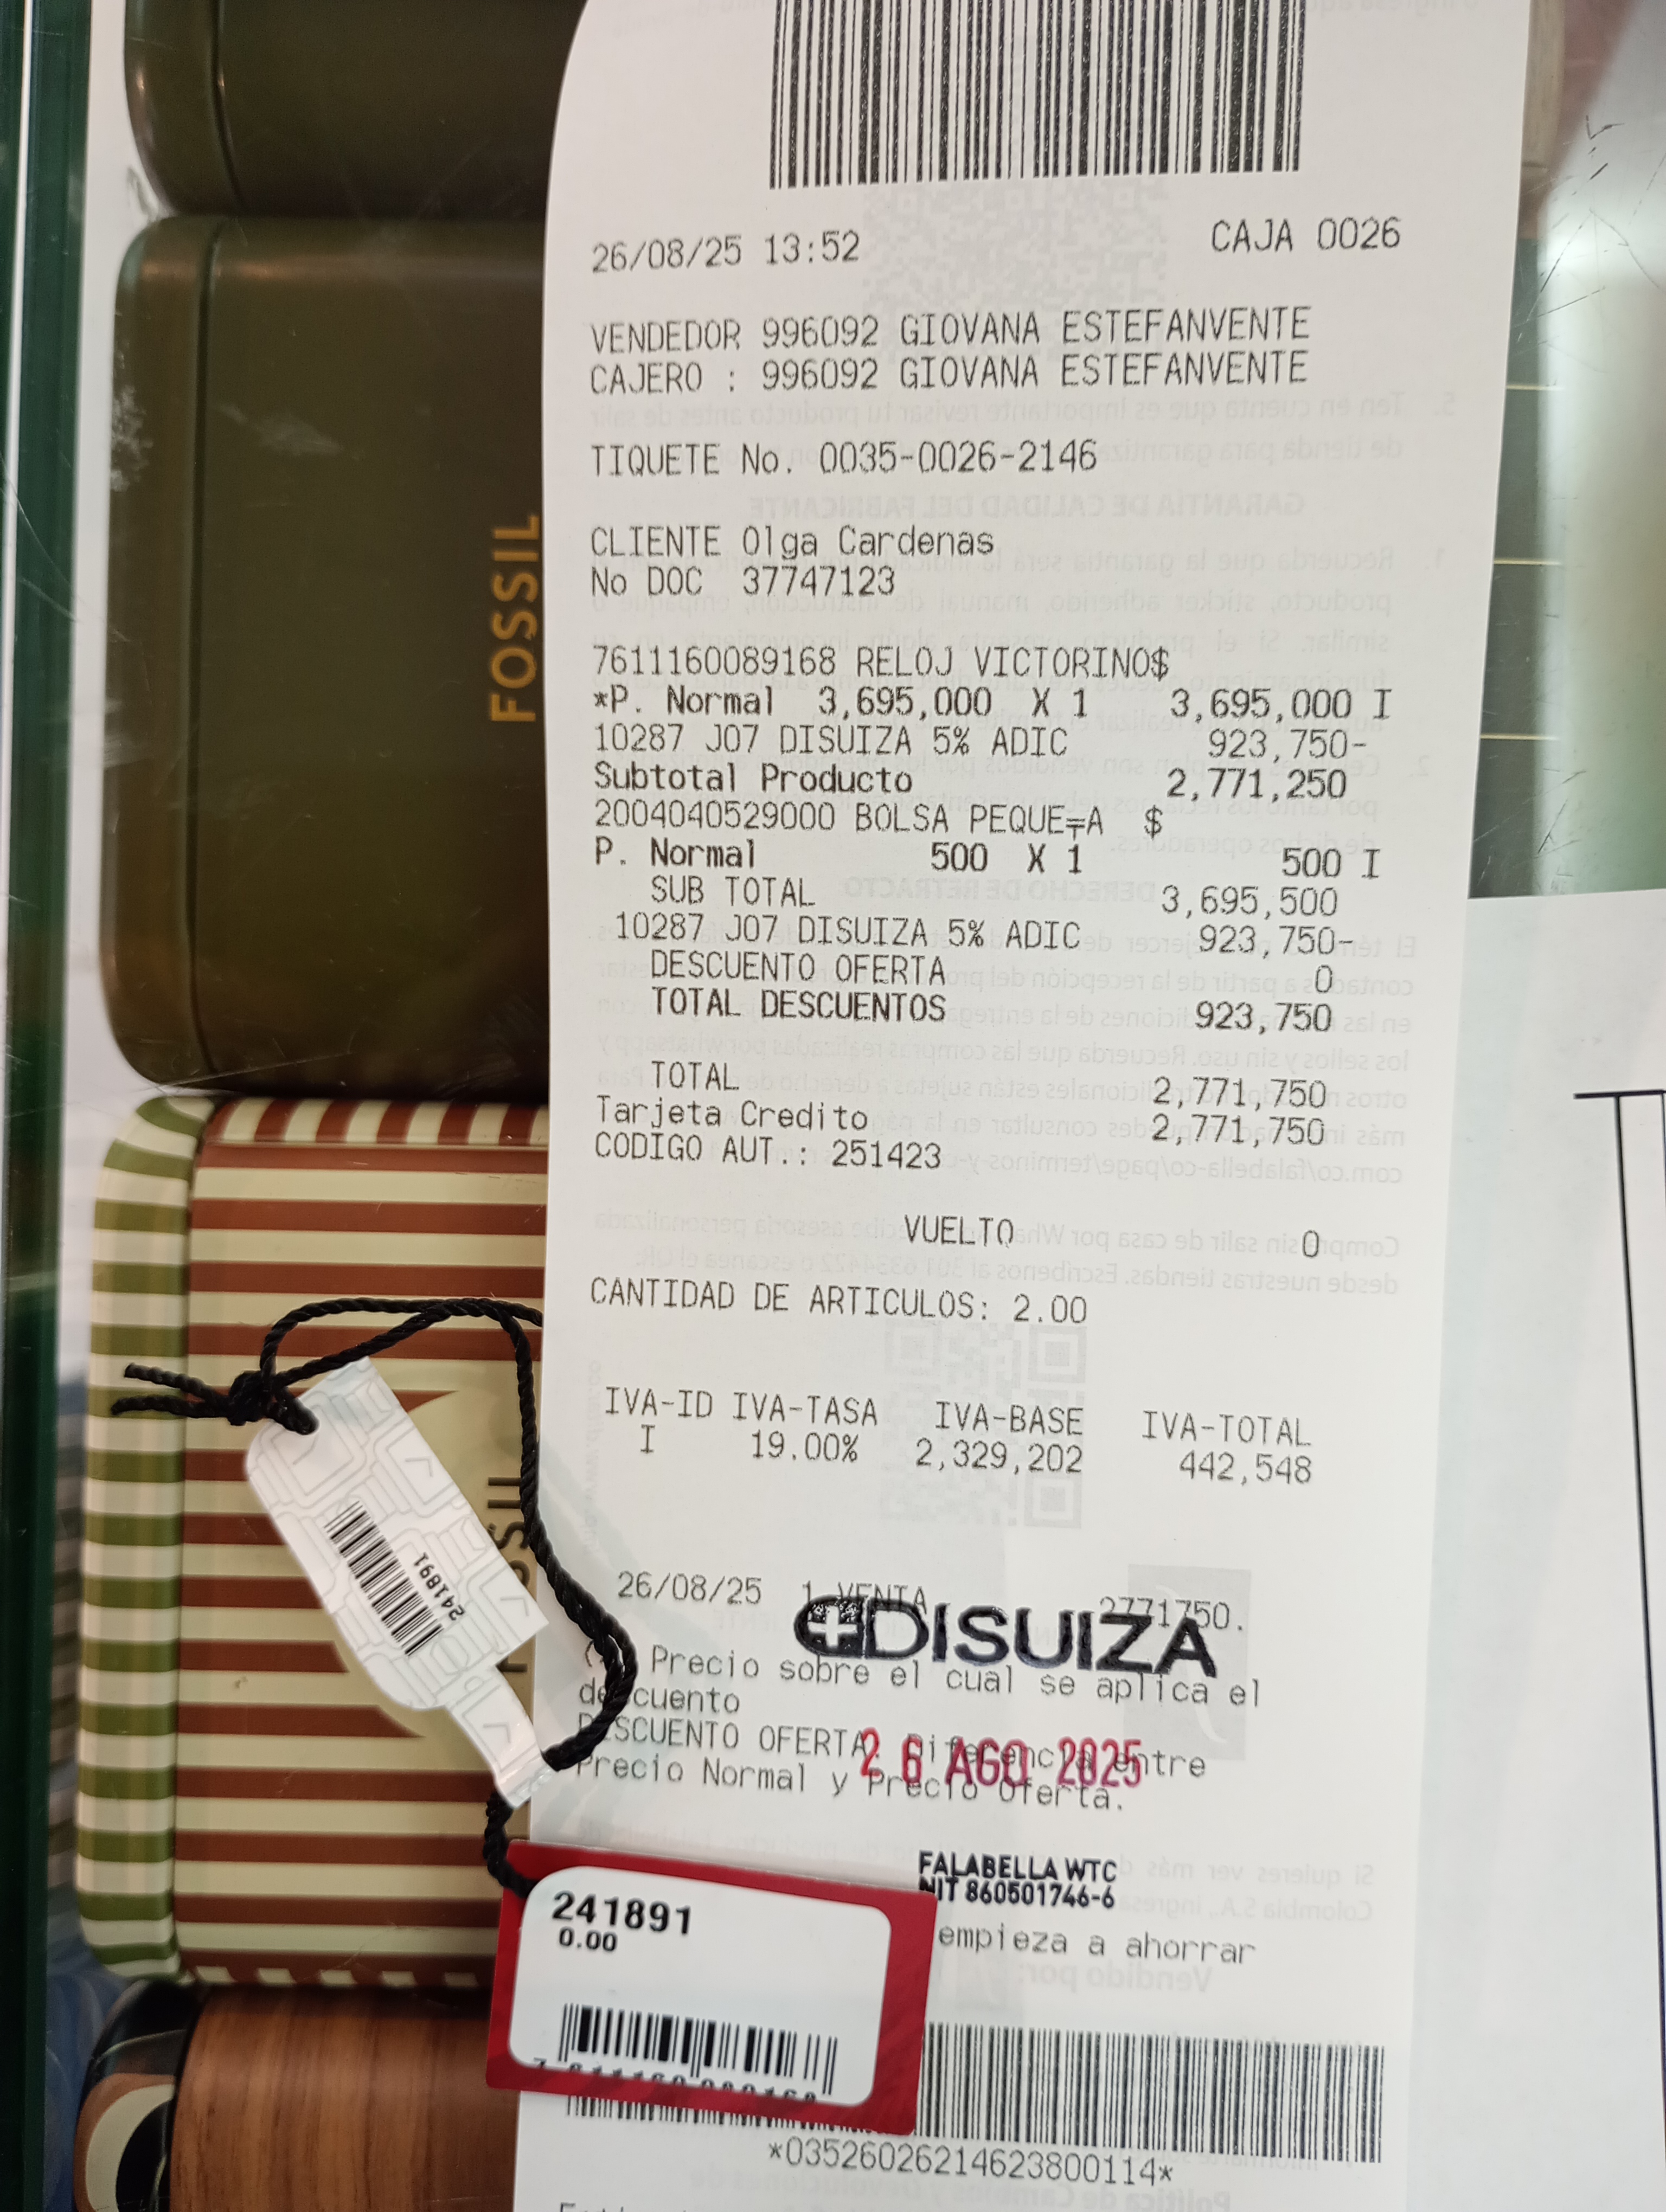 26/08/25 13:52 CAJA 0026
VENDEDOR 996092 GIOVANA ESTEFANVENTE
CAJERO : 996092 GIOVANA ESTEFANVENTE
TIQUETE No. 0035-0026-2146
CLIENTE Olga Cardenas
No DOC 37747123
7611160089168 RELOJ VICTORINO$
*P. Normal 3,695,000 X 1 3,695,000 I
10287 J07 DISUIZA 5% ADIC 923,750-
Subtotal Producto 2,771,250
2004040529000 BOLSA PEQUE╤A $
P. Normal 500 X 1 500 I
SUB TOTAL 3,695,500
10287 J07 DISUIZA 5% ADIC 923,750-
DESCUENTO OFERTA 0
TOTAL DESCUENTOS 923,750
TOTAL 2,771,750
Tarjeta Credito 2,771,750
CODIGO AUT.: 251423
VUELTO 0
CANTIDAD DE ARTICULOS: 2.00
IVA-ID IVA-TASA IVA-BASE IVA-TOTAL
I 19.00% 2,329,202 442,548
26/08/25 1 VENTA 2771750.
DISUIZA
Precio sobre el cual se aplica el
descuento
DESCUENTO OFERTA: Diferencia entre
Precio Normal y Precio Oferta.
26 AGO 2025
FALABELLA WTC
NIT 860501746-6
empieza a ahorrar
*03526026214623800114*
FOSSIL
241891
241891
0.00